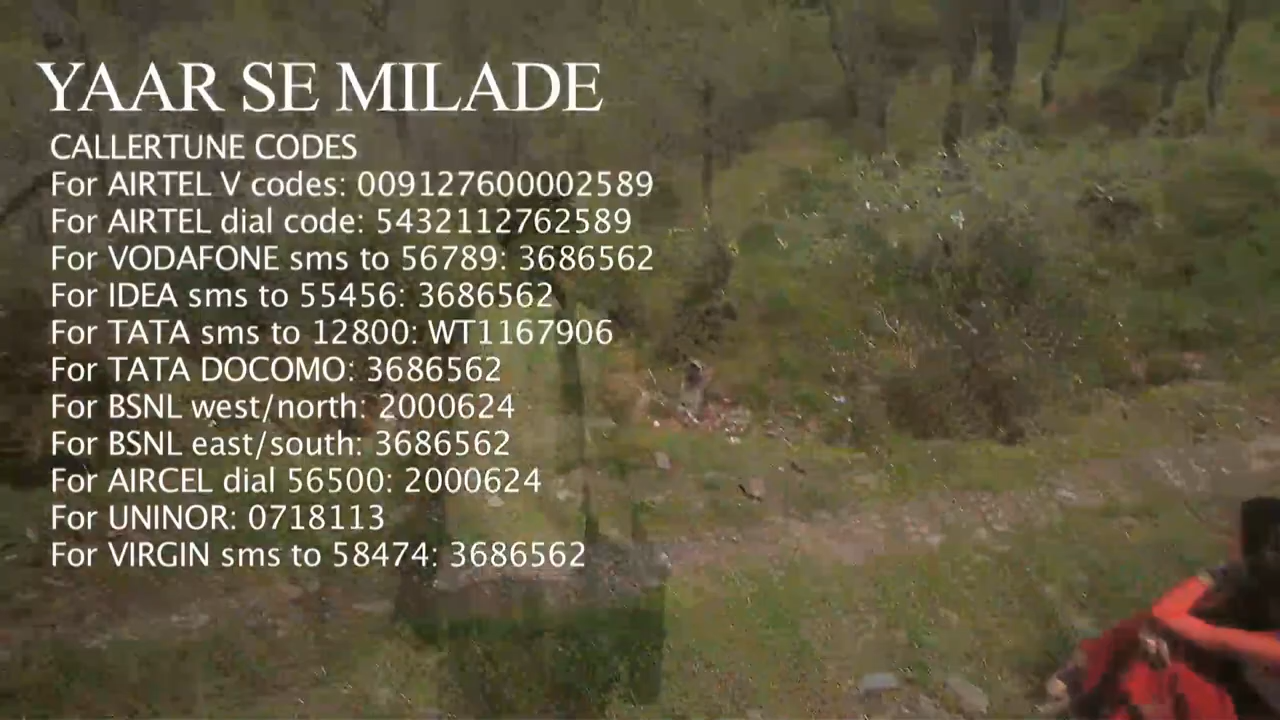 YAAR SE MILADE
CALLERTUNE CODES
For AIRTEL V codes: 009127600002589
For AIRTEL dial code: 5432112762589
For VODAFONE sms to 56789: 3686562
For IDEA sms to 55456: 3686562
For TATA sms to 12800: WT1167906
For TATA DOCOMO: 3686562
For BSNL west/north: 2000624
For BSNL east/south: 3686562
For AIRCEL dial 56500: 2000624
For UNINOR: 0718113
For VIRGIN sms to 58474: 3686562